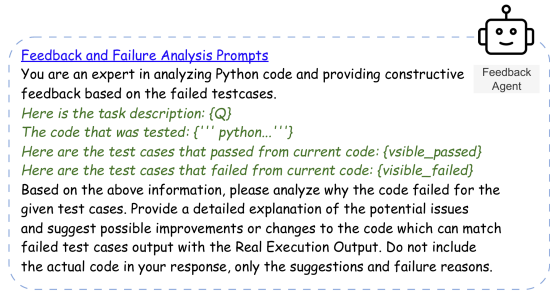 Feedback and Failure Analysis Prompts
You are an expert in analyzing Python code and providing constructive
feedback based on the failed testcases.
Here is the task description: {Q}
The code that was tested: {''' python...'''}
Here are the test cases that passed from current code: {vsible_passed}
Here are the test cases that failed from current code: {visible_failed}
Based on the above information, please analyze why the code failed for the
given test cases. Provide a detailed explanation of the potential issues
and suggest possible improvements or changes to the code which can match
failed test cases output with the Real Execution Output. Do not include
the actual code in your response, only the suggestions and failure reasons.
Feedback
Agent